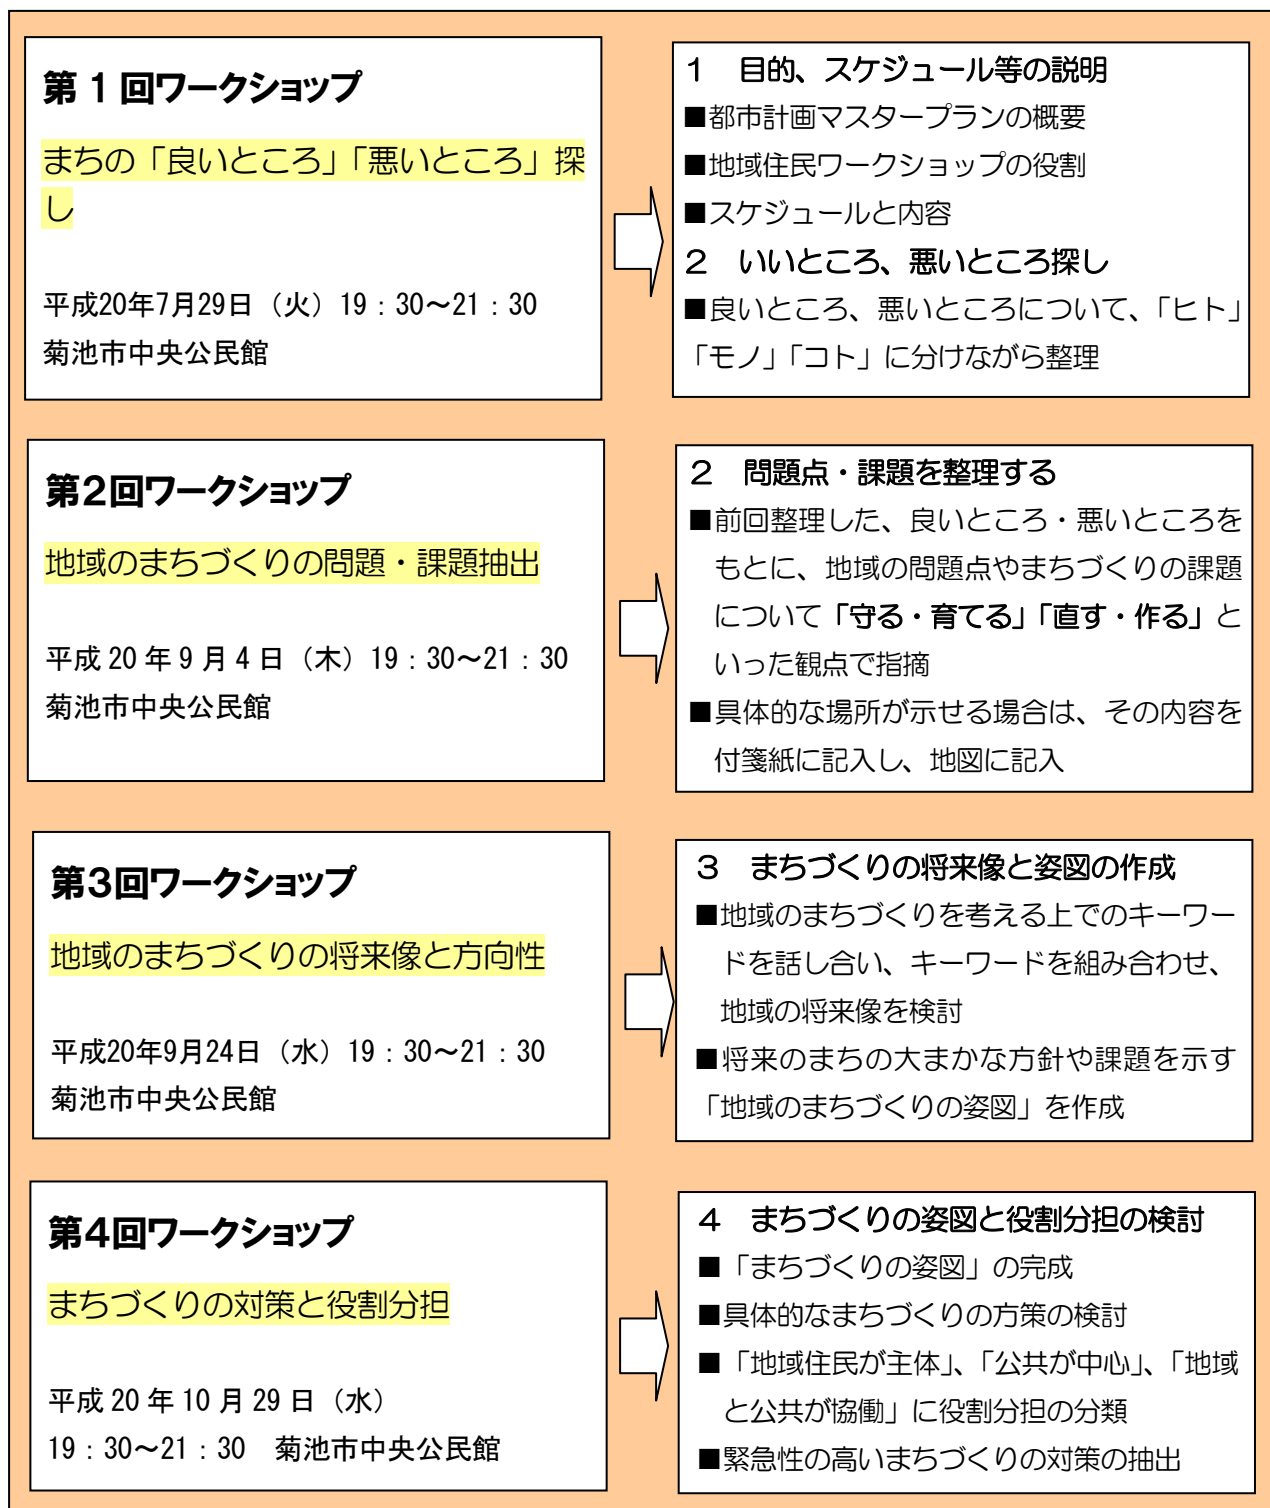 第１回ワークショップ
まちの「良いところ」「悪いところ」探
し
平成20年7月29日（火）19：30～21：30
菊池市中央公民館
１　目的、スケジュール等の説明
■都市計画マスタープランの概要
■地域住民ワークショップの役割
■スケジュールと内容
２　いいところ、悪いところ探し
■良いところ、悪いところについて、「ヒト」
「モノ」「コト」に分けながら整理
第２回ワークショップ
地域のまちづくりの問題・課題抽出
平成 20 年 9 月 4 日（木）19：30～21：30
菊池市中央公民館
２　問題点・課題を整理する
■前回整理した、良いところ・悪いところを
もとに、地域の問題点やまちづくりの課題
について「守る・育てる」「直す・作る」と
いった観点で指摘
■具体的な場所が示せる場合は、その内容を
付箋紙に記入し、地図に記入
第３回ワークショップ
地域のまちづくりの将来像と方向性
平成20年9月24日（水）19：30～21：30
菊池市中央公民館
３　まちづくりの将来像と姿図の作成
■地域のまちづくりを考える上でのキーワー
ドを話し合い、キーワードを組み合わせ、
地域の将来像を検討
■将来のまちの大まかな方針や課題を示す
「地域のまちづくりの姿図」を作成
第４回ワークショップ
まちづくりの対策と役割分担
平成 20 年 10 月 29 日（水）
19：30～21：30　菊池市中央公民館
４　まちづくりの姿図と役割分担の検討
■「まちづくりの姿図」の完成
■具体的なまちづくりの方策の検討
■「地域住民が主体」、「公共が中心」、「地域
と公共が協働」に役割分担の分類
■緊急性の高いまちづくりの対策の抽出